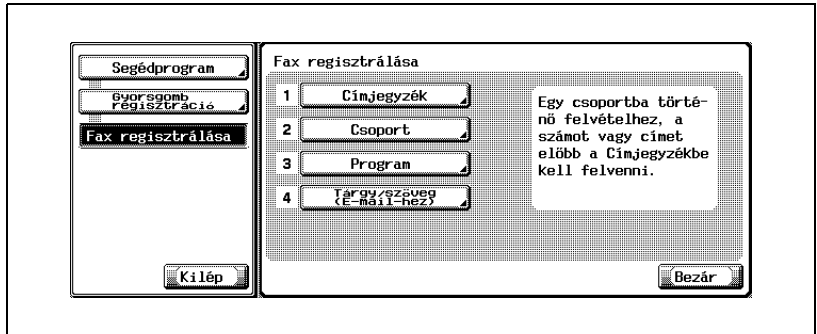 Segédprogram
Gyorsgomb
regisztráció
Fax regisztrálása
Kilép
Fax regisztrálása
1 Címjegyzék
2 Csoport
3 Program
4 Tárgy/szöveg
(E-mail-hez)
Egy csoportba törté-
nő felvételhez, a
számot vagy címet
előbb a Címjegyzékbe
kell felvenni.
Bezár